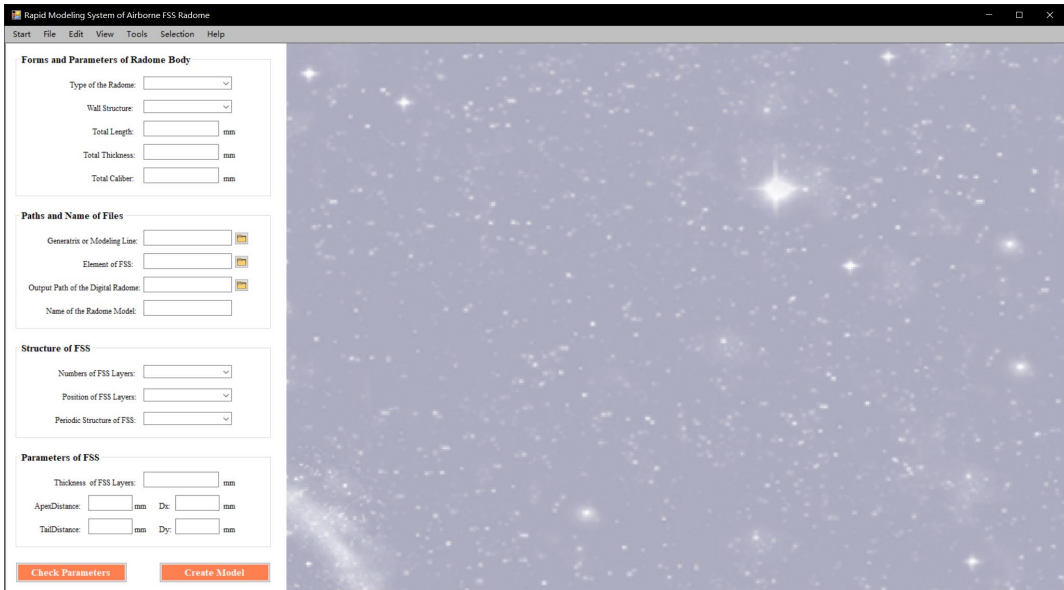 Rapid Modeling System of Airborne FSS Radome
Start File Edit View Tools Selection Help
Forms and Parameters of Radome Body
Type of the Radome:
Wall Structure:
Total Length: mm
Total Thickness: mm
Total Caliber: mm
Paths and Name of Files
Generatrix or Modeling Line:
Element of FSS:
Output Path of the Digital Radome:
Name of the Radome Model:
Structure of FSS
Numbers of FSS Layers:
Position of FSS Layers:
Periodic Structure of FSS:
Parameters of FSS
Thickness of FSS Layers: mm
ApexDistance: mm Dx: mm
TailDistance: mm Dy: mm
Check Parameters Create Model